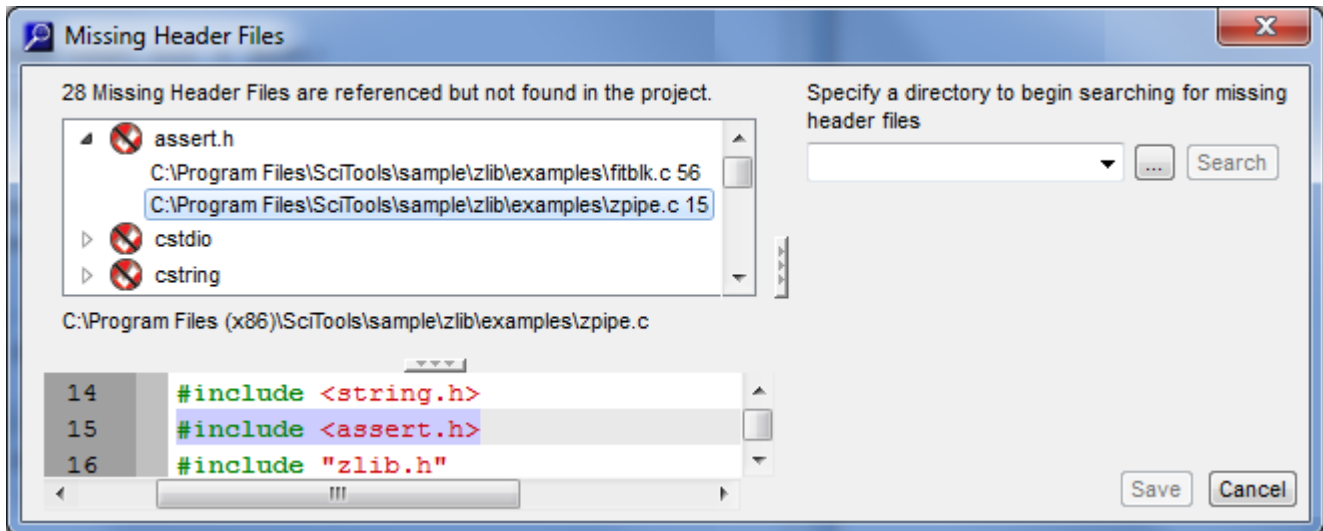 Missing Header Files
28 Missing Header Files are referenced but not found in the project.
assert.h
C:\Program Files\SciTools\sample\zlib\examples\fitblk.c 56
C:\Program Files\SciTools\sample\zlib\examples\zpipe.c 15
cstdio
cstring
C:\Program Files (x86)\SciTools\sample\zlib\examples\zpipe.c
14 #include <string.h>
15 #include <assert.h>
16 #include "zlib.h"
Specify a directory to begin searching for missing
header files
... Search
Save Cancel